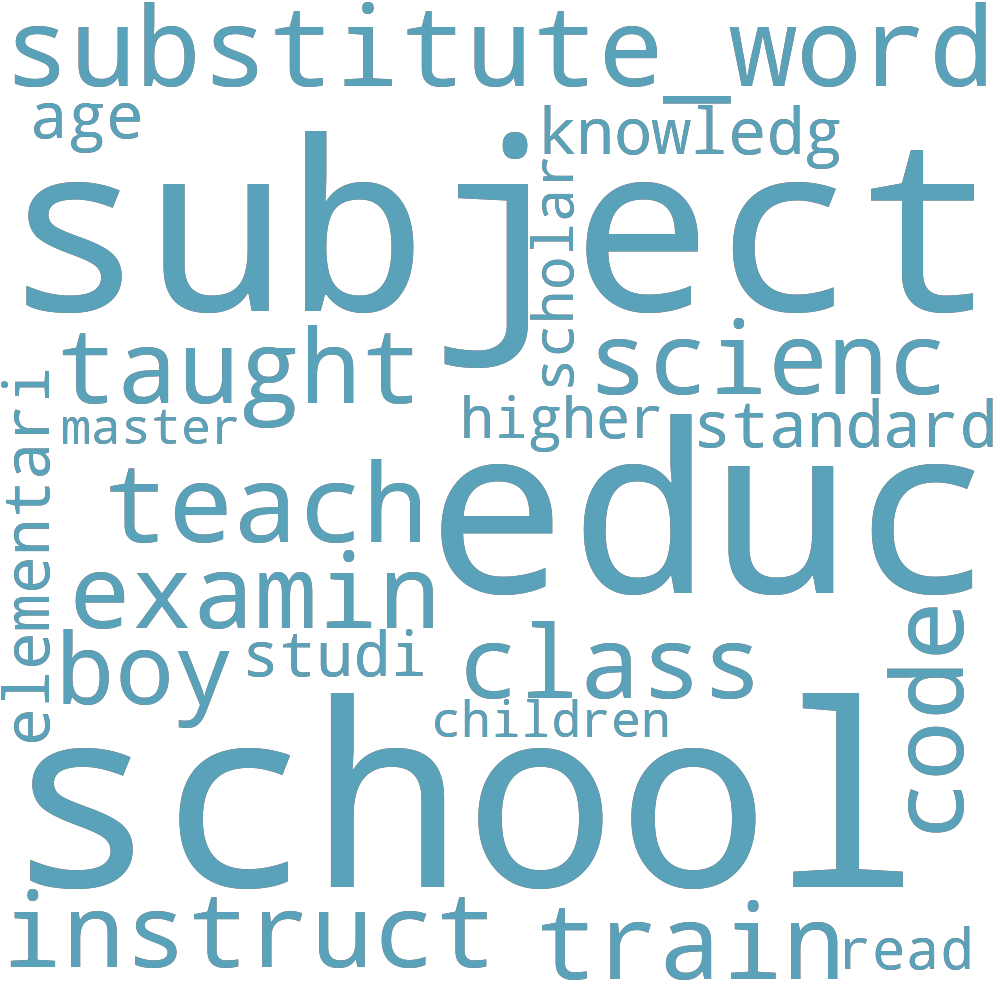 substitute_word
age
knowledg
subject
scholar
taught
scienc
elementari
master
higher
standard
teach
educ
examin
code
boy
studi
class
children
school
instruct
train
read